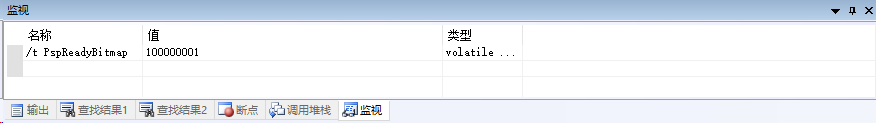 监视
名称 值 类型
/t PspReadyBitmap 100000001 volatile ...
输出 查找结果1 查找结果2 断点 调用堆栈 监视